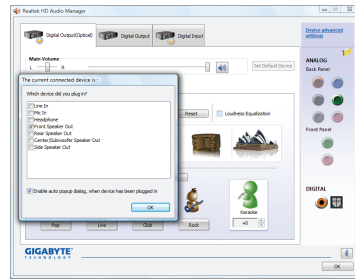 Realtek HD Audio Manager
Digital Output(Optical)
Digital Output
Digital Input
Device advanced settings
Main Volume
L
R
Set Default Device
ANALOG
Back Panel
The current connected device is :
Which device did you plug in?
Line In
Mic In
Headphone
Front Speaker Out
Rear Speaker Out
Center/Subwoofer Speaker Out
Side Speaker Out
Enable auto popup dialog, when device has been plugged in
OK
Reset
Loudness Equalization
Front Panel
DIGITAL
Karaoke
+0
Pop
Live
Club
Rock
GIGABYTE
TECHNOLOGY
i
OK